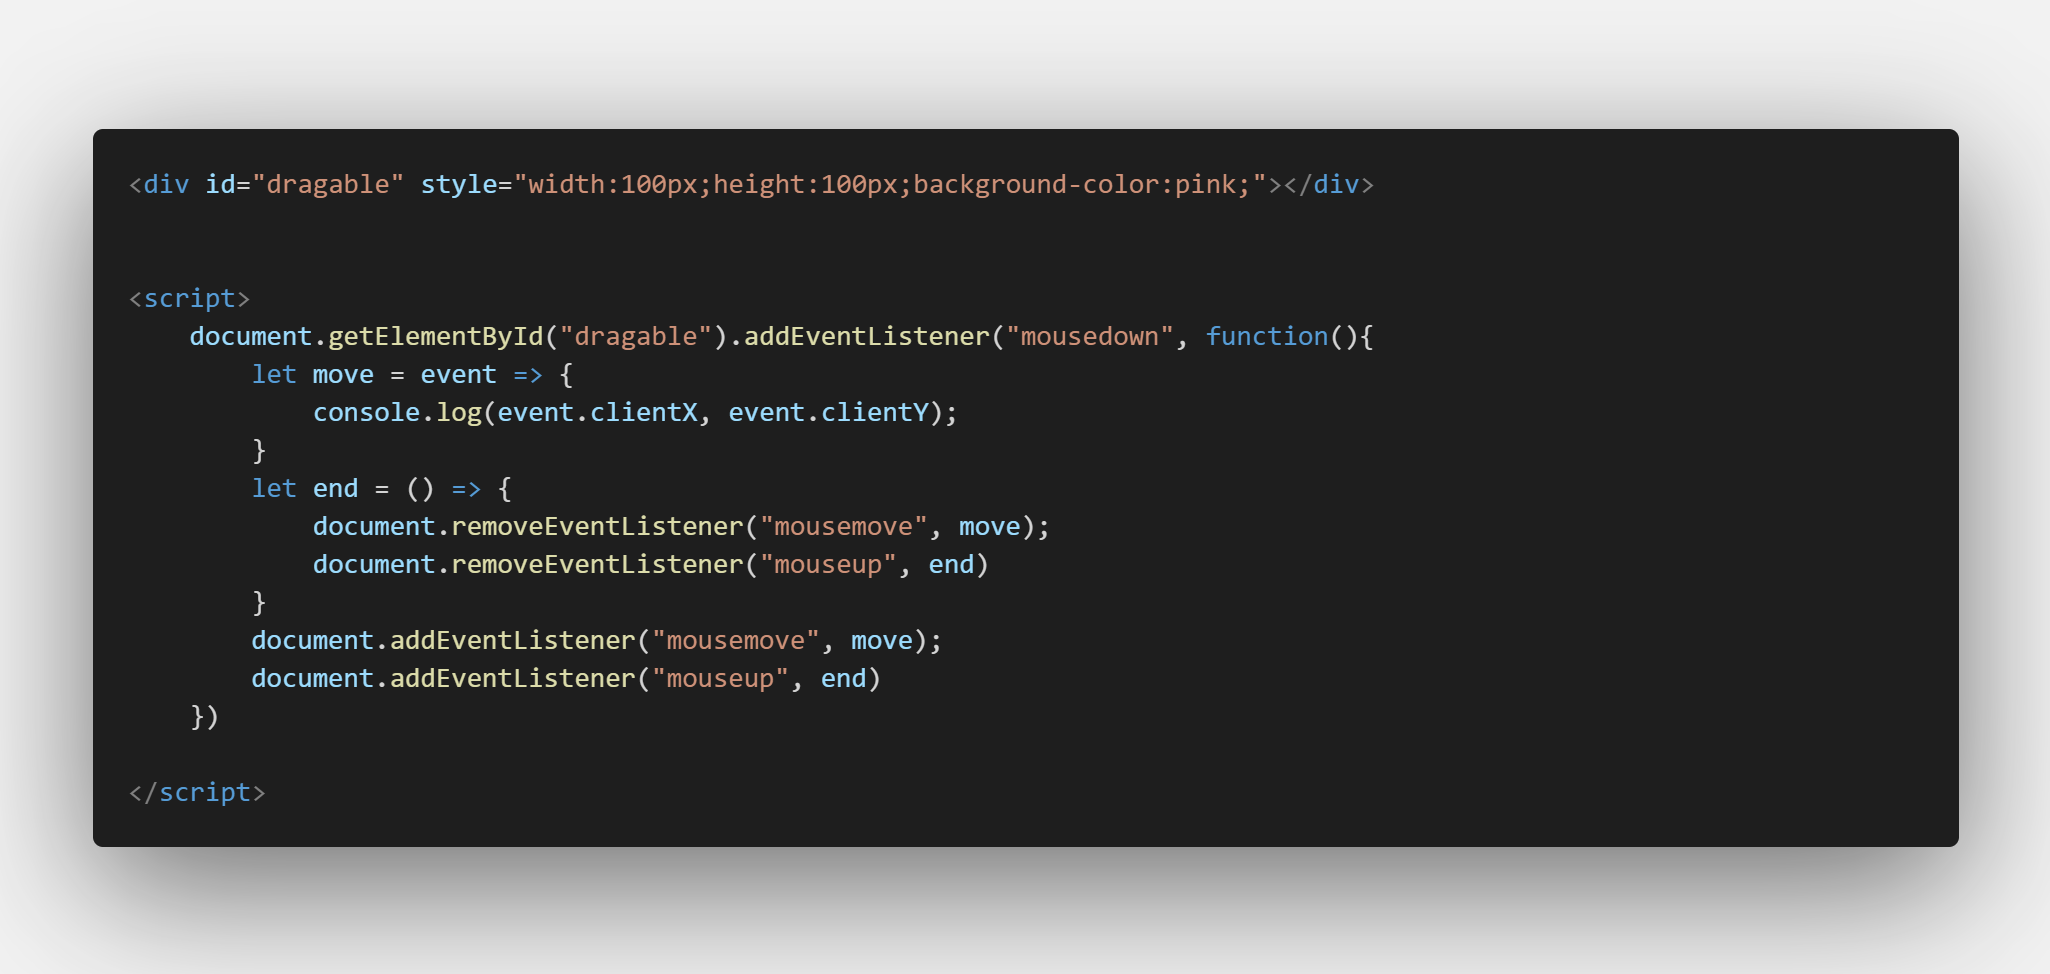 <div id="dragable" style="width:100px;height:100px;background-color:pink;"></div>
<script>
    document.getElementById("dragable").addEventListener("mousedown", function(){
        let move = event => {
            console.log(event.clientX, event.clientY);
        }
        let end = () => {
            document.removeEventListener("mousemove", move);
            document.removeEventListener("mouseup", end)
        }
        document.addEventListener("mousemove", move);
        document.addEventListener("mouseup", end)
    })
</script>